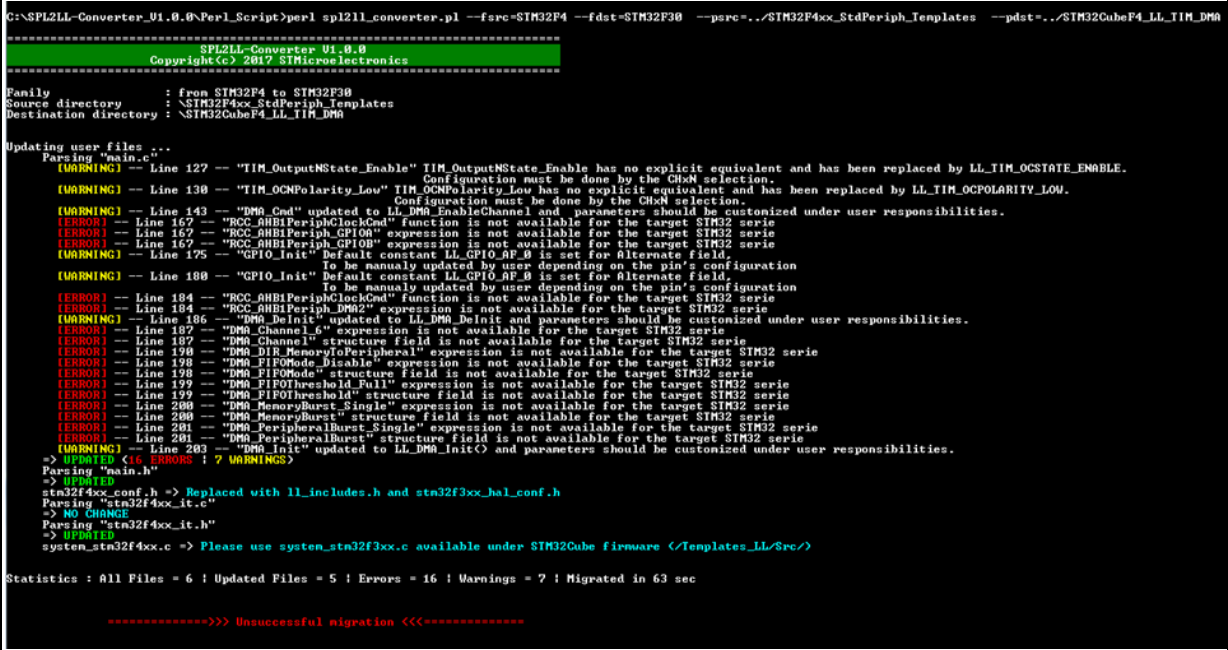 C:\SPL2LL-Converter_V1.0.0\Perl_Script>perl spl2ll_converter.pl --fsrc=STM32F4 --fdst=STM32F30 --psrc=../STM32F4xx_StdPeriph_Templates --pdst=../STM32CubeF4_LL_TIM_DMA
=============================================================================
SPL2LL-Converter V1.0.0
Copyright(c) 2017 STMicroelectronics
=============================================================================
Family : from STM32F4 to STM32F30
Source directory : \STM32F4xx_StdPeriph_Templates
Destination directory : \STM32CubeF4_LL_TIM_DMA
Updating user files ...
Parsing "main.c"
[WARNING] -- Line 127 -- "TIM_OutputNState_Enable" TIM_OutputNState_Enable has no explicit equivalent and has been replaced by LL_TIM_OCSTATE_ENABLE.
Configuration must be done by the CHxN selection.
[WARNING] -- Line 130 -- "TIM_OCNPolarity_Low" TIM_OCNPolarity_Low has no explicit equivalent and has been replaced by LL_TIM_OCPOLARITY_LOW.
Configuration must be done by the CHxN selection.
[WARNING] -- Line 143 -- "DMA_Cmd" updated to LL_DMA_EnableChannel and parameters should be customized under user responsibilities.
[ERROR] -- Line 167 -- "RCC_AHB1PeriphClockCmd" function is not available for the target STM32 serie
[ERROR] -- Line 167 -- "RCC_AHB1Periph_GPIOA" expression is not available for the target STM32 serie
[ERROR] -- Line 167 -- "RCC_AHB1Periph_GPIOB" expression is not available for the target STM32 serie
[WARNING] -- Line 175 -- "GPIO_Init" Default constant LL_GPIO_AF_0 is set for Alternate field,
To be manualy updated by user depending on the pin's configuration
[WARNING] -- Line 180 -- "GPIO_Init" Default constant LL_GPIO_AF_0 is set for Alternate field,
To be manualy updated by user depending on the pin's configuration
[ERROR] -- Line 184 -- "RCC_AHB1PeriphClockCmd" function is not available for the target STM32 serie
[ERROR] -- Line 184 -- "RCC_AHB1Periph_DMA2" expression is not available for the target STM32 serie
[WARNING] -- Line 186 -- "DMA_DeInit" updated to LL_DMA_DeInit and parameters should be customized under user responsibilities.
[ERROR] -- Line 187 -- "DMA_Channel_6" expression is not available for the target STM32 serie
[ERROR] -- Line 187 -- "DMA_Channel" structure field is not available for the target STM32 serie
[ERROR] -- Line 190 -- "DMA_DIR_MemoryToPeripheral" expression is not available for the target STM32 serie
[ERROR] -- Line 198 -- "DMA_FIFOMode_Disable" expression is not available for the target STM32 serie
[ERROR] -- Line 198 -- "DMA_FIFOMode" structure field is not available for the target STM32 serie
[ERROR] -- Line 199 -- "DMA_FIFOThreshold_Full" expression is not available for the target STM32 serie
[ERROR] -- Line 199 -- "DMA_FIFOThreshold" structure field is not available for the target STM32 serie
[ERROR] -- Line 200 -- "DMA_MemoryBurst_Single" expression is not available for the target STM32 serie
[ERROR] -- Line 200 -- "DMA_MemoryBurst" structure field is not available for the target STM32 serie
[ERROR] -- Line 201 -- "DMA_PeripheralBurst_Single" expression is not available for the target STM32 serie
[ERROR] -- Line 201 -- "DMA_PeripheralBurst" structure field is not available for the target STM32 serie
[WARNING] -- Line 203 -- "DMA_Init" updated to LL_DMA_Init() and parameters should be customized under user responsibilities.
=> UPDATED (16 ERRORS | 7 WARNINGS)
Parsing "main.h"
=> UPDATED
stm32f4xx_conf.h => Replaced with ll_includes.h and stm32f3xx_hal_conf.h
Parsing "stm32f4xx_it.c"
=> NO CHANGE
Parsing "stm32f4xx_it.h"
=> UPDATED
system_stm32f4xx.c => Please use system_stm32f3xx.c available under STM32Cube firmware (/Templates_LL/Src/)
Statistics : All Files = 6 | Updated Files = 5 | Errors = 16 | Warnings = 7 | Migrated in 63 sec
==============>>> Unsuccessful migration <<<==============